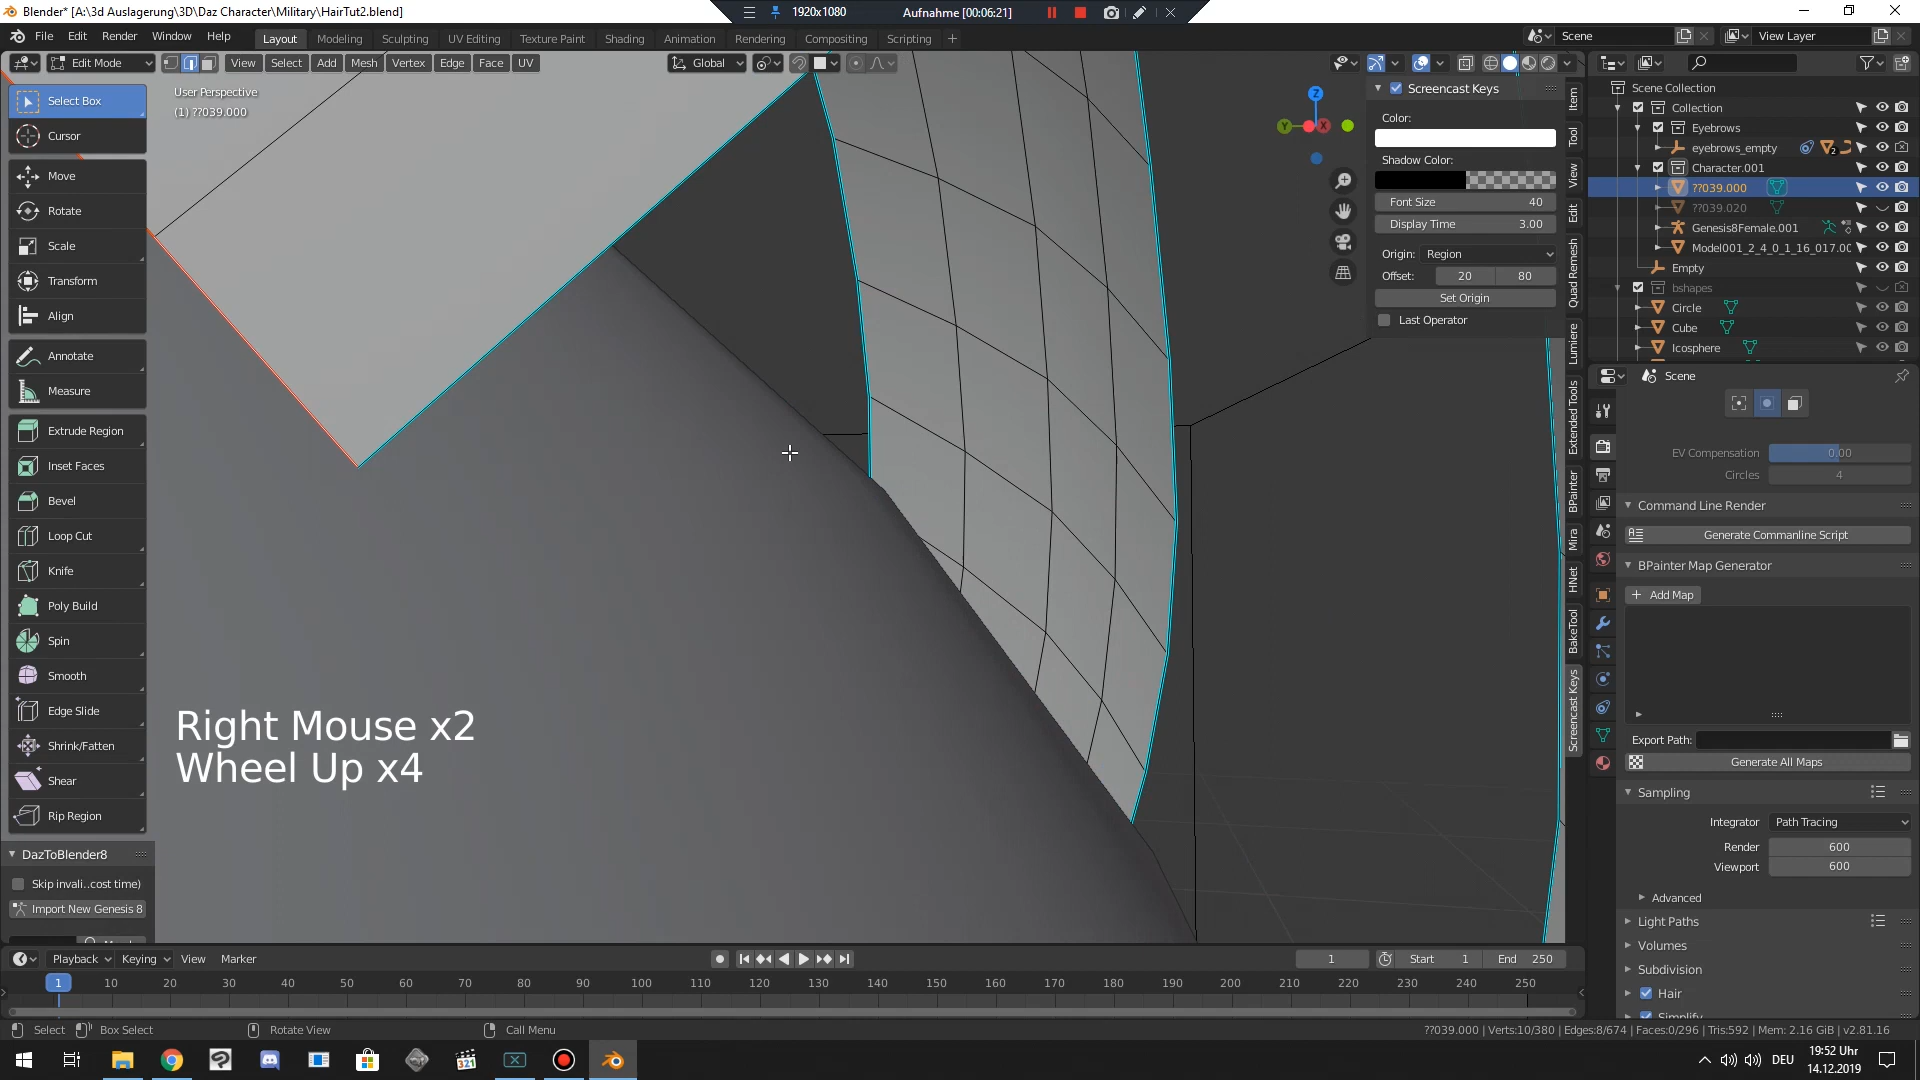 Blender* [A:\3d Auslagerung\3D\Daz Character\Military\HairTut2.blend]
1920x1080
Aufnahme [00:06:21]
File Edit Render Window Help
Layout Modeling Sculpting UV Editing Texture Paint Shading Animation Rendering Compositing Scripting
Scene
View Layer
Edit Mode
View Select Add Mesh Vertex Edge Face UV
Global
User Perspective
(1) ??039.000
Select Box
Cursor
Move
Rotate
Scale
Transform
Align
Annotate
Measure
Extrude Region
Inset Faces
Bevel
Loop Cut
Knife
Poly Build
Spin
Smooth
Edge Slide
Shrink/Fatten
Shear
Rip Region
DazToBlender8
Skip invali..cost time)
Import New Genesis 8
Right Mouse x2
Wheel Up x4
Z
Y
X
Screencast Keys
Color:
Shadow Color:
Font Size 40
Display Time 3.00
Origin: Region
Offset: 20 80
Set Origin
Last Operator
Item
Tool
View
Edit
Quad Remesh
Lumiere
Extended Tools
BPainter
Mira
HNet
BakeTool
Screencast Keys
Scene Collection
Collection
Eyebrows
eyebrows_empty
2
Character.001
??039.000
??039.020
Genesis8Female.001
Model001_2_4_0_1_16_017.00
Empty
bshapes
Circle
Cube
Icosphere
Scene
EV Compensation 0.00
Circles 4
Command Line Render
Generate Commanline Script
BPainter Map Generator
Add Map
Export Path:
Generate All Maps
Sampling
Integrator Path Tracing
Render 600
Viewport 600
Advanced
Light Paths
Volumes
Subdivision
Hair
Simplify
Playback Keying View Marker
1
Start 1
End 250
1 10 20 30 40 50 60 70 80 90 100 110 120 130 140 150 160 170 180 190 200 210 220 230 240 250
Select Box Select Rotate View Call Menu
??039.000 | Verts:10/380 | Edges:8/674 | Faces:0/296 | Tris:592 | Mem: 2.16 GiB | v2.81.16
321
DEU
19:52 Uhr
14.12.2019